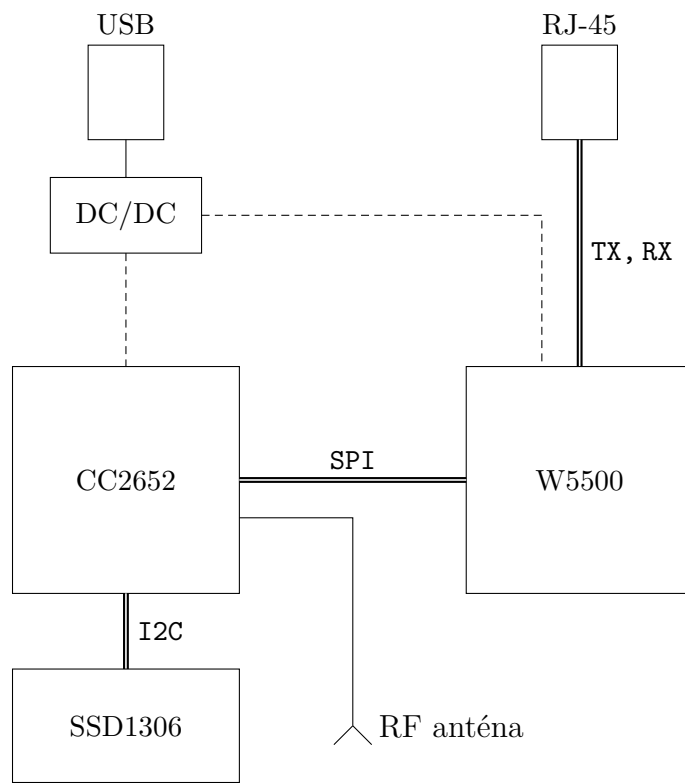 USB
RJ-45
DC/DC
TX, RX
SPI
CC2652
W5500
I2C
SSD1306
RF anténa